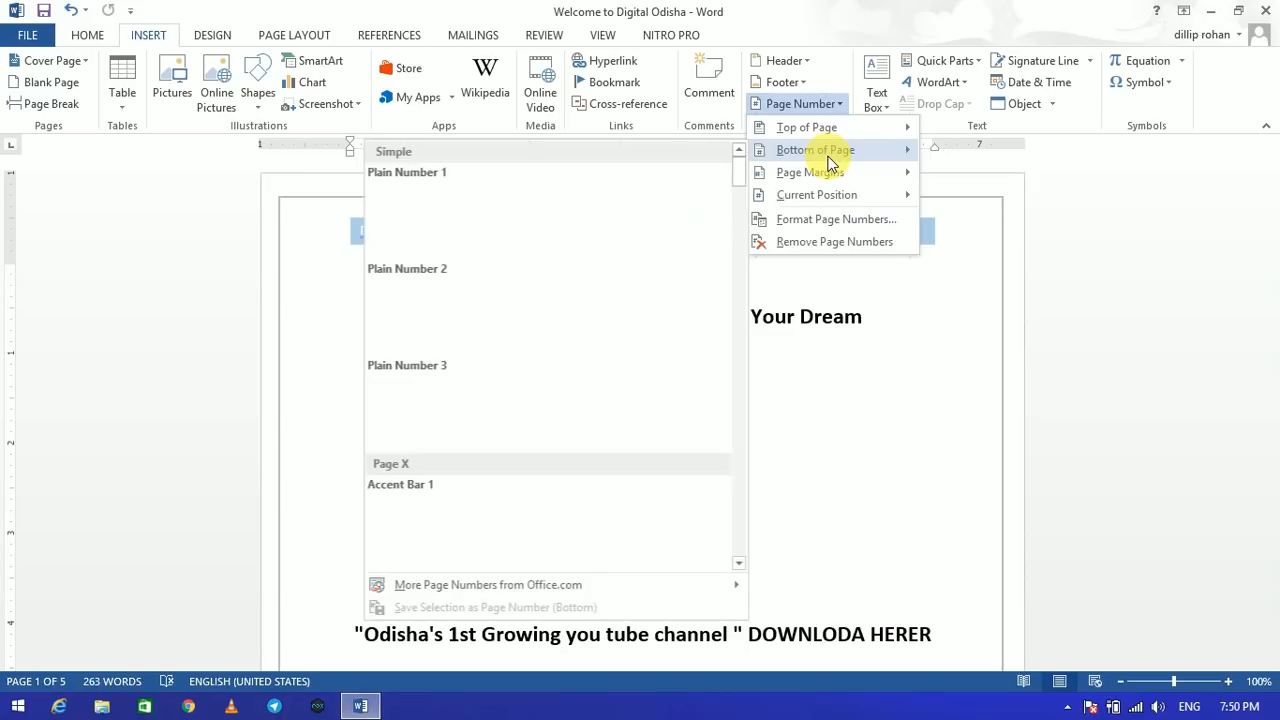 Welcome to Digital Odisha - Word
FILE HOME INSERT DESIGN PAGE LAYOUT REFERENCES MAILINGS REVIEW VIEW NITRO PRO dillip rohan
Cover Page
Blank Page
Page Break
Pages
Table
Tables
Pictures
Online Pictures
Shapes
SmartArt
Chart
Screenshot
Illustrations
Store
My Apps
Wikipedia
Apps
Online Video
Media
Hyperlink
Bookmark
Cross-reference
Links
Comment
Comments
Header
Footer
Page Number
Text Box
Quick Parts
WordArt
Drop Cap
Signature Line
Date & Time
Object
Text
Equation
Symbol
Symbols
Top of Page
Bottom of Page
Page Margins
Current Position
Format Page Numbers...
Remove Page Numbers
1 7
Simple
Plain Number 1
Plain Number 2
Plain Number 3
Page X
Accent Bar 1
More Page Numbers from Office.com
Save Selection as Page Number (Bottom)
1
1
2
3
4
Your Dream
"Odisha's 1st Growing you tube channel " DOWNLODA HERER
PAGE 1 OF 5 263 WORDS ENGLISH (UNITED STATES) 100%
ENG 7:50 PM